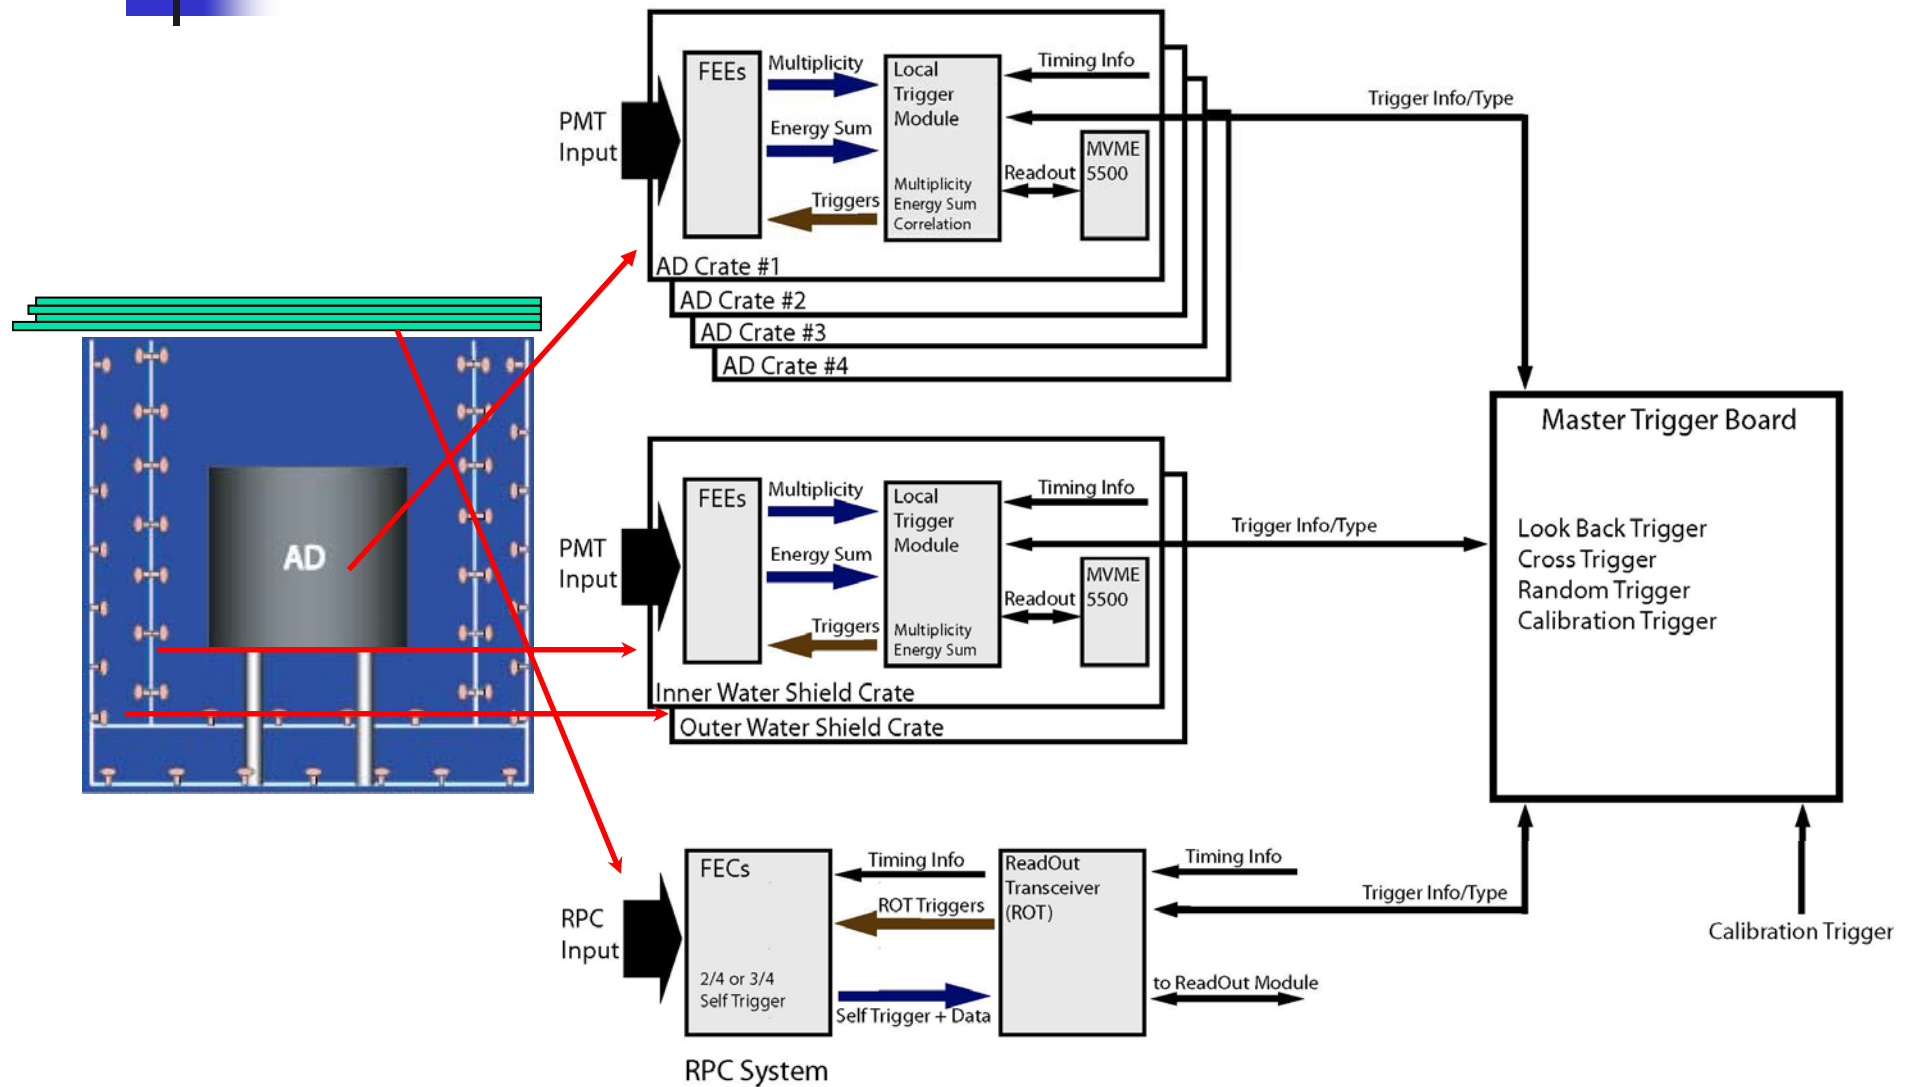 FEEs
Multiplicity
Energy Sum
Triggers
Local
Trigger
Module
Multiplicity
Energy Sum
Correlation
Timing Info
Readout
MVME
5500
PMT
Input
AD Crate #1
AD Crate #2
AD Crate #3
AD Crate #4
Trigger Info/Type
AD
FEEs
Multiplicity
Energy Sum
Triggers
Local
Trigger
Module
Multiplicity
Energy Sum
Timing Info
Readout
MVME
5500
PMT
Input
Inner Water Shield Crate
Outer Water Shield Crate
Trigger Info/Type
Master Trigger Board
Look Back Trigger
Cross Trigger
Random Trigger
Calibration Trigger
RPC
Input
FECs
2/4 or 3/4
Self Trigger
Timing Info
ROT Triggers
Self Trigger + Data
ReadOut
Transceiver
(ROT)
Timing Info
Trigger Info/Type
to ReadOut Module
Calibration Trigger
RPC System